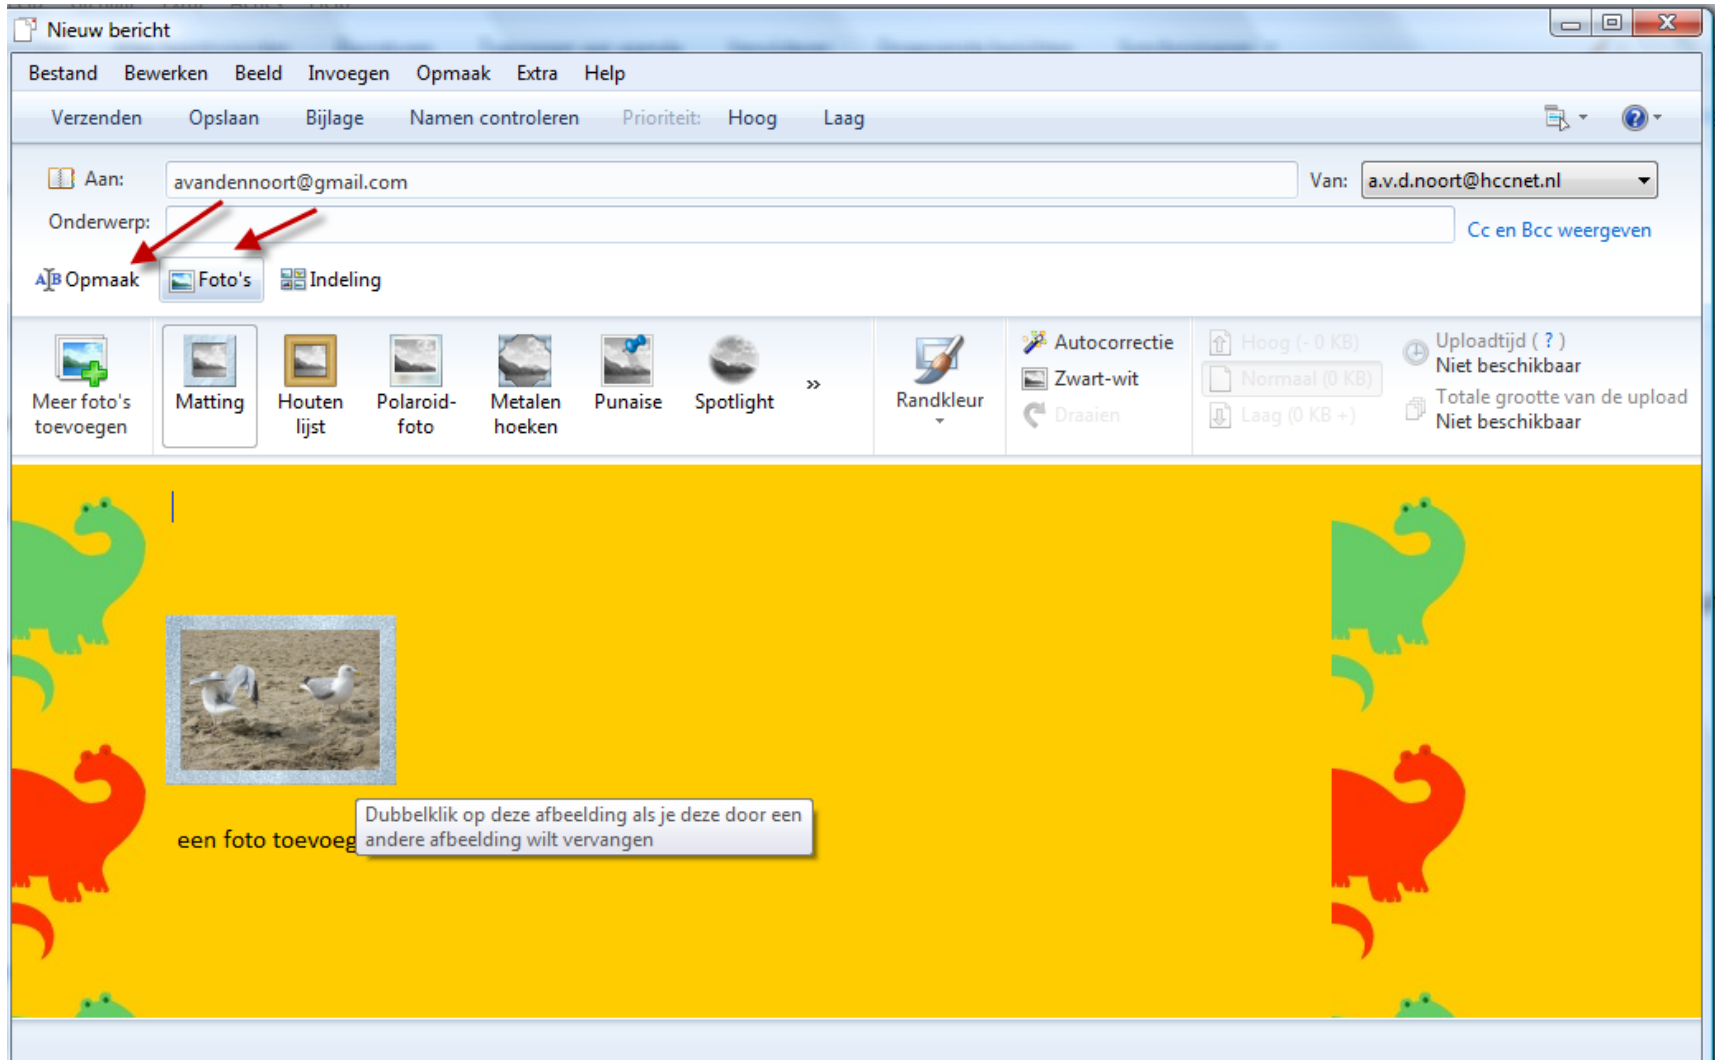 Nieuw bericht
Bestand Bewerken Beeld Invoegen Opmaak Extra Help
Verzenden Opslaan Bijlage Namen controleren Prioriteit: Hoog Laag
Aan: avandennoort@gmail.com Van: a.v.d.noort@hccnet.nl
Onderwerp: Cc en Bcc weergeven
Opmaak Foto's Indeling
Meer foto's toevoegen
Matting
Houten lijst
Polaroid-foto
Metalen hoeken
Punaise
Spotlight
»
Randkleur
Autocorrectie
Zwart-wit
Draaien
Hoog (- 0 KB)
Normaal (0 KB)
Laag (0 KB +)
Uploadtijd ( ? )
Niet beschikbaar
Totale grootte van de upload
Niet beschikbaar
Dubbelklik op deze afbeelding als je deze door een
andere afbeelding wilt vervangen
een foto toevoeg